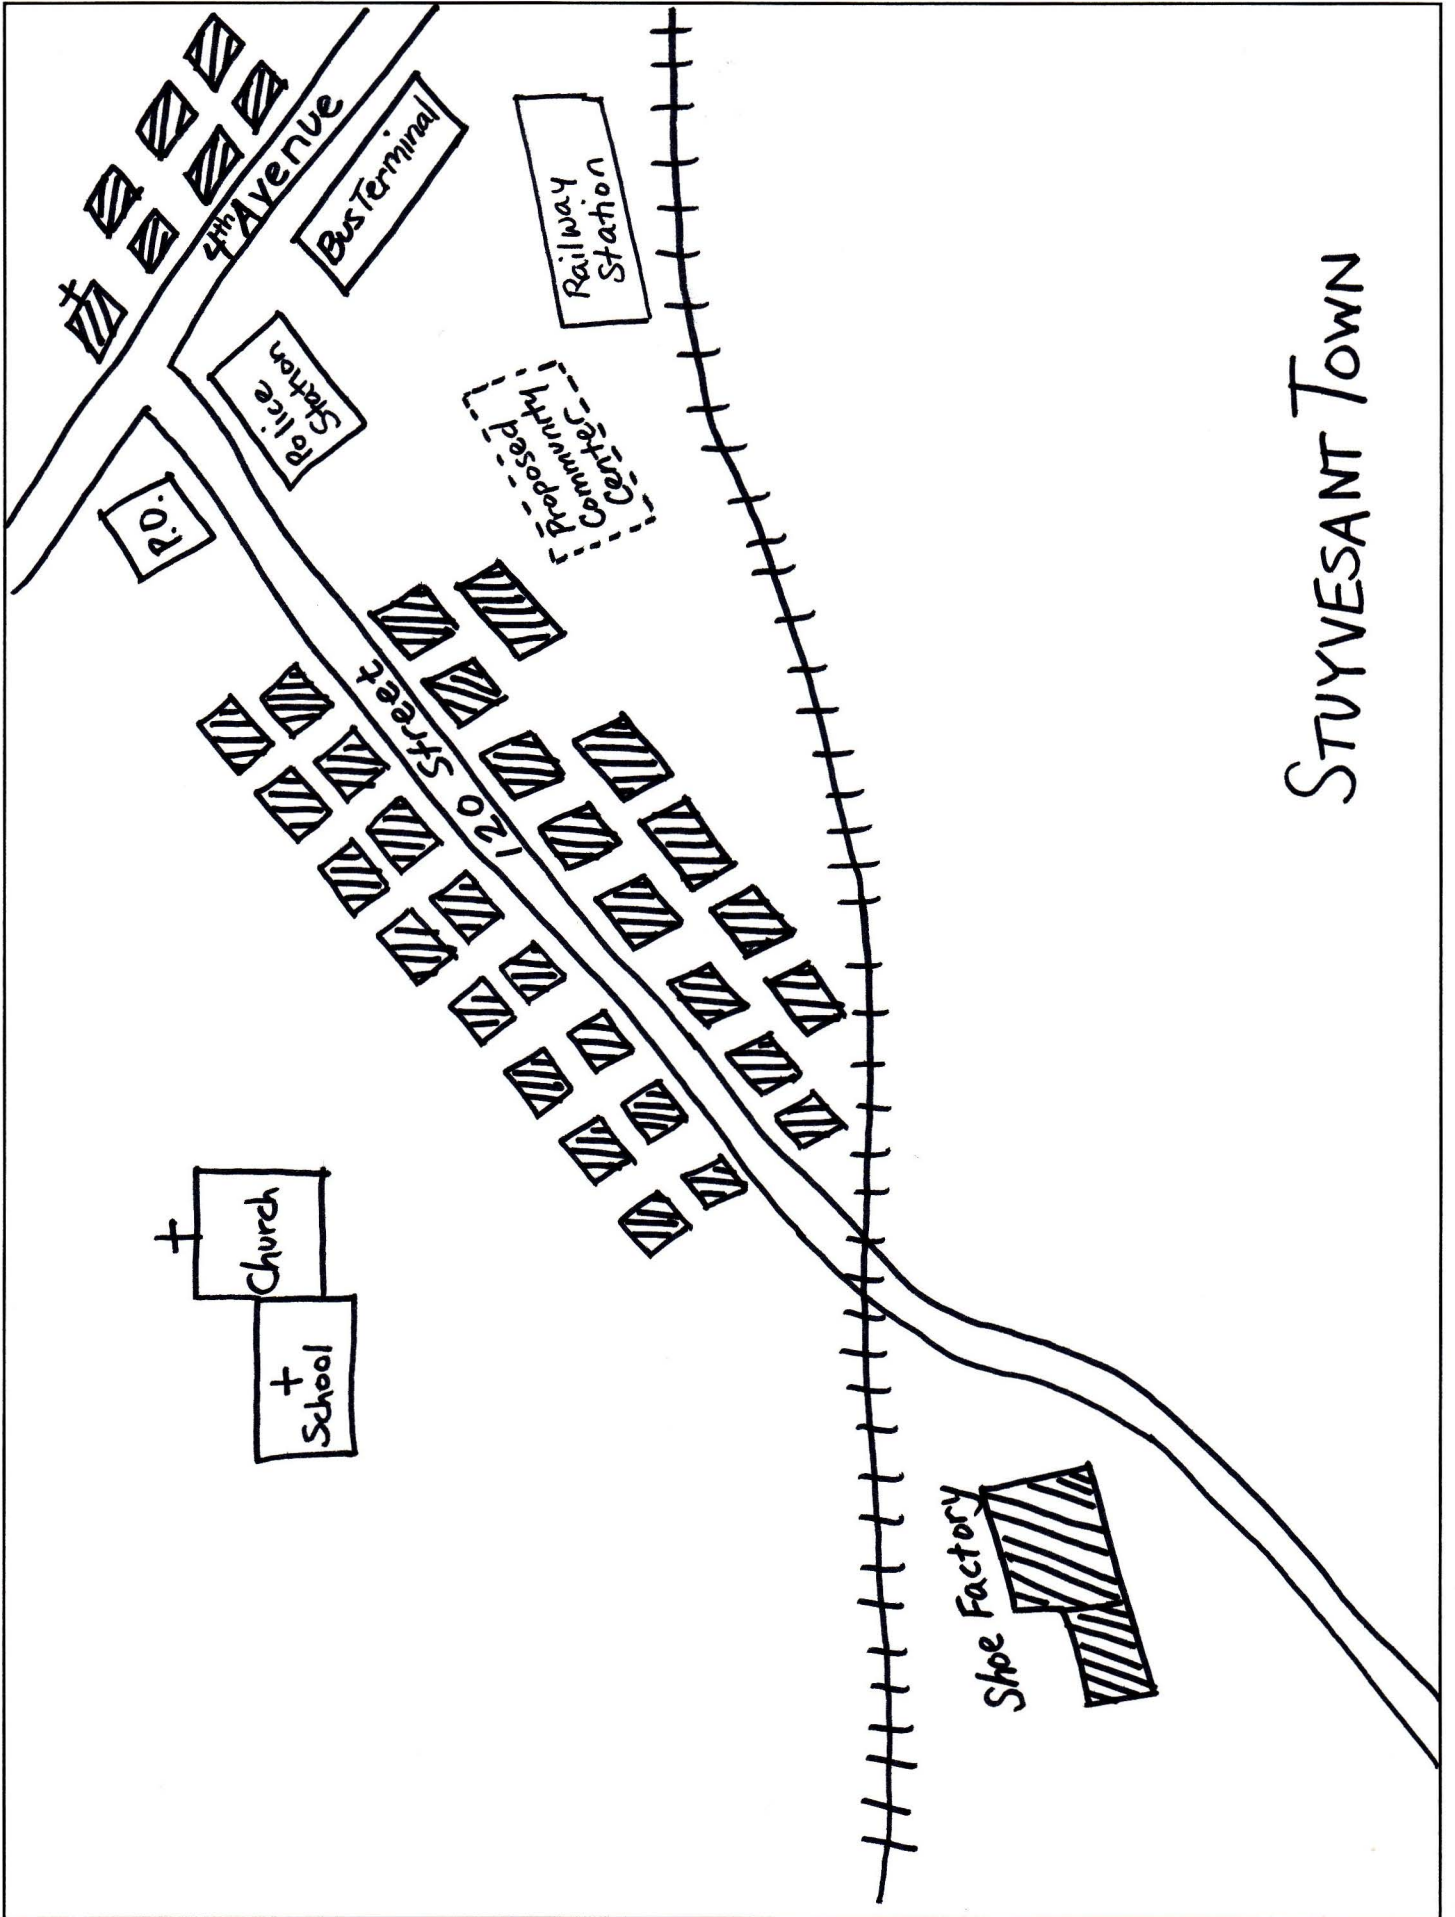 Church
School
P.O.
4th Avenue
Police
Station
Bus Terminal
120 Street
Proposed
Community
Center
Railway
Station
Shoe Factory
STUYVESANT TOWN